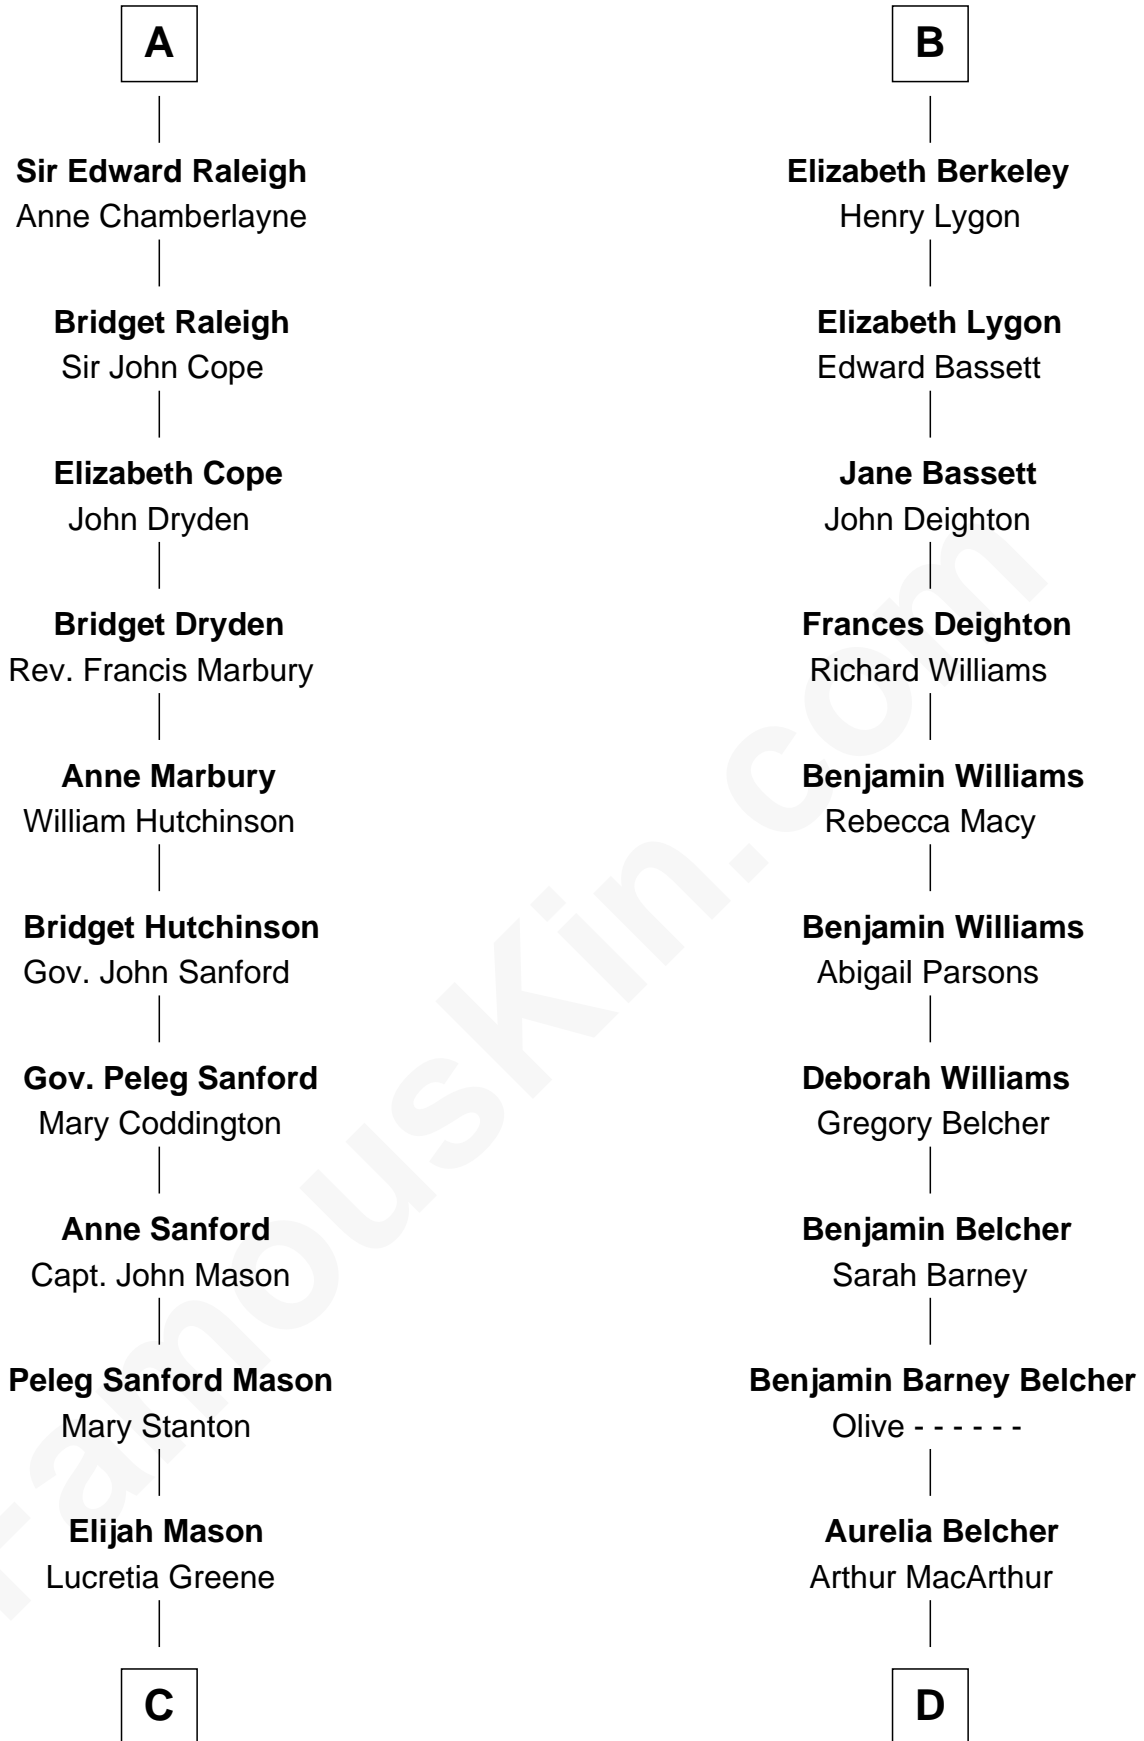 A
Sir Edward Raleigh
Anne Chamberlayne
Bridget Raleigh
Sir John Cope
Elizabeth Cope
John Dryden
Bridget Dryden
Rev. Francis Marbury
Anne Marbury
William Hutchinson
Bridget Hutchinson
Gov. John Sanford
Gov. Peleg Sanford
Mary Coddington
Anne Sanford
Capt. John Mason
Peleg Sanford Mason
Mary Stanton
Elijah Mason
Lucretia Greene
C
B
Elizabeth Berkeley
Henry Lygon
Elizabeth Lygon
Edward Bassett
Jane Bassett
John Deighton
Frances Deighton
Richard Williams
Benjamin Williams
Rebecca Macy
Benjamin Williams
Abigail Parsons
Deborah Williams
Gregory Belcher
Benjamin Belcher
Sarah Barney
Benjamin Barney Belcher
Olive - - - - - -
Aurelia Belcher
Arthur MacArthur
D
FamousKin.com